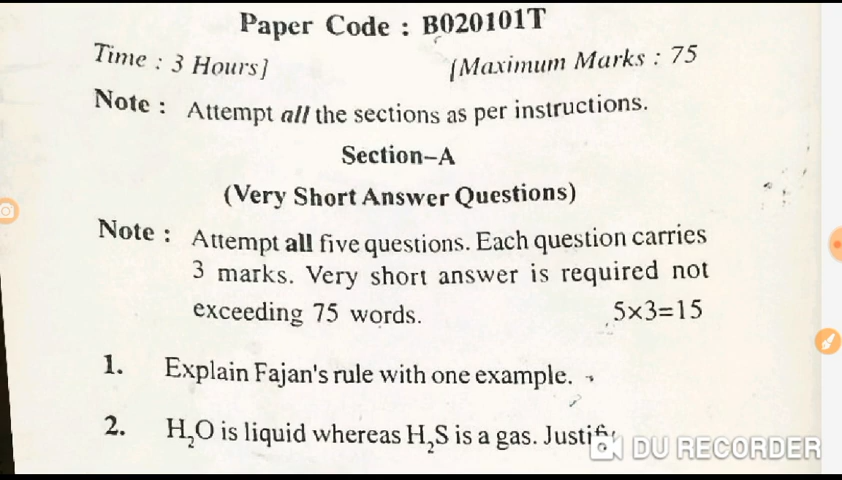 Paper Code : B020101T
Time : 3 Hours]
[Maximum Marks : 75
Note : Attempt all the sections as per instructions.
Section–A
(Very Short Answer Questions)
Note : Attempt all five questions. Each question carries
3 marks. Very short answer is required not
exceeding 75 words. 5×3=15
1. Explain Fajan's rule with one example.
2. H₂O is liquid whereas H₂S is a gas. Justify
DU RECORDER